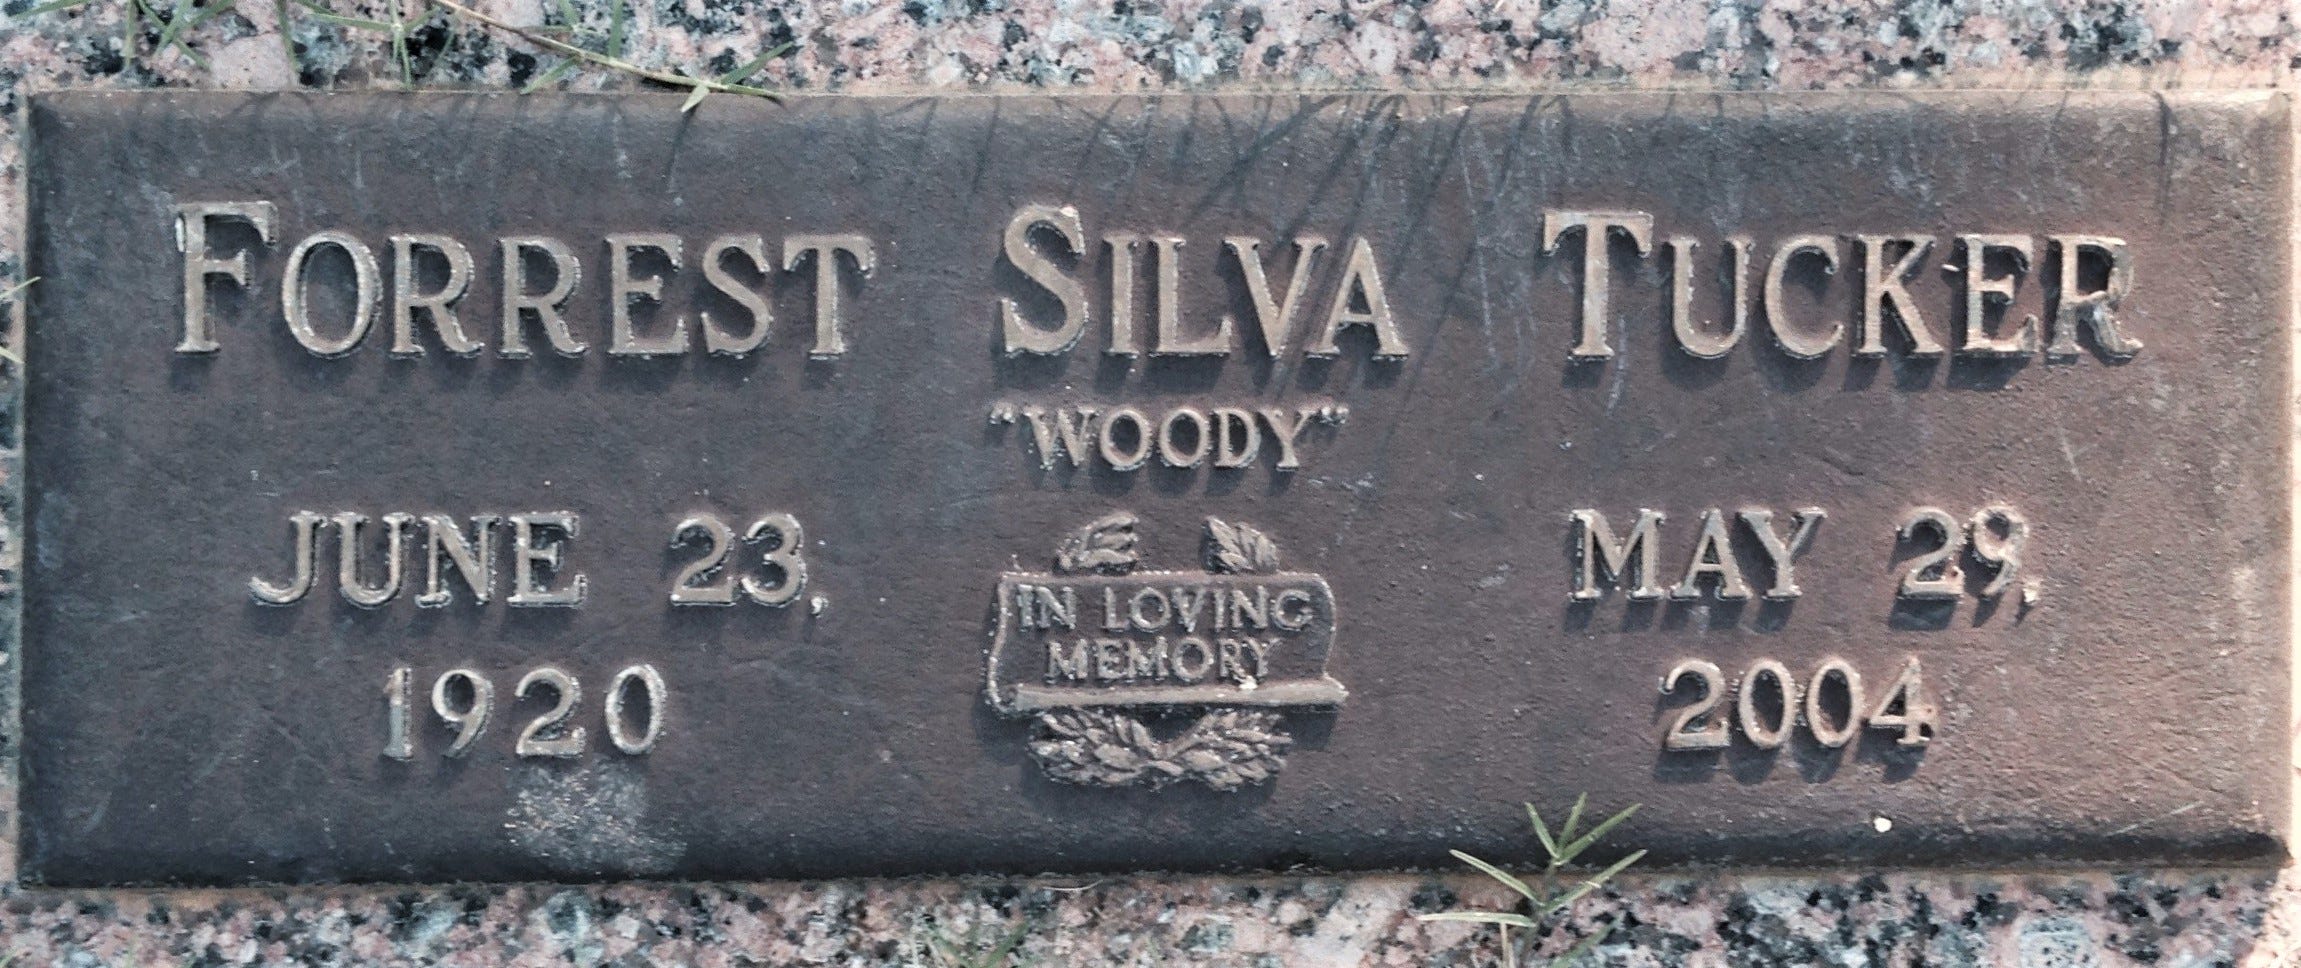 FORREST SILVA TUCKER
"WOODY"
JUNE 23, 1920
IN LOVING
MEMORY
MAY 29, 2004